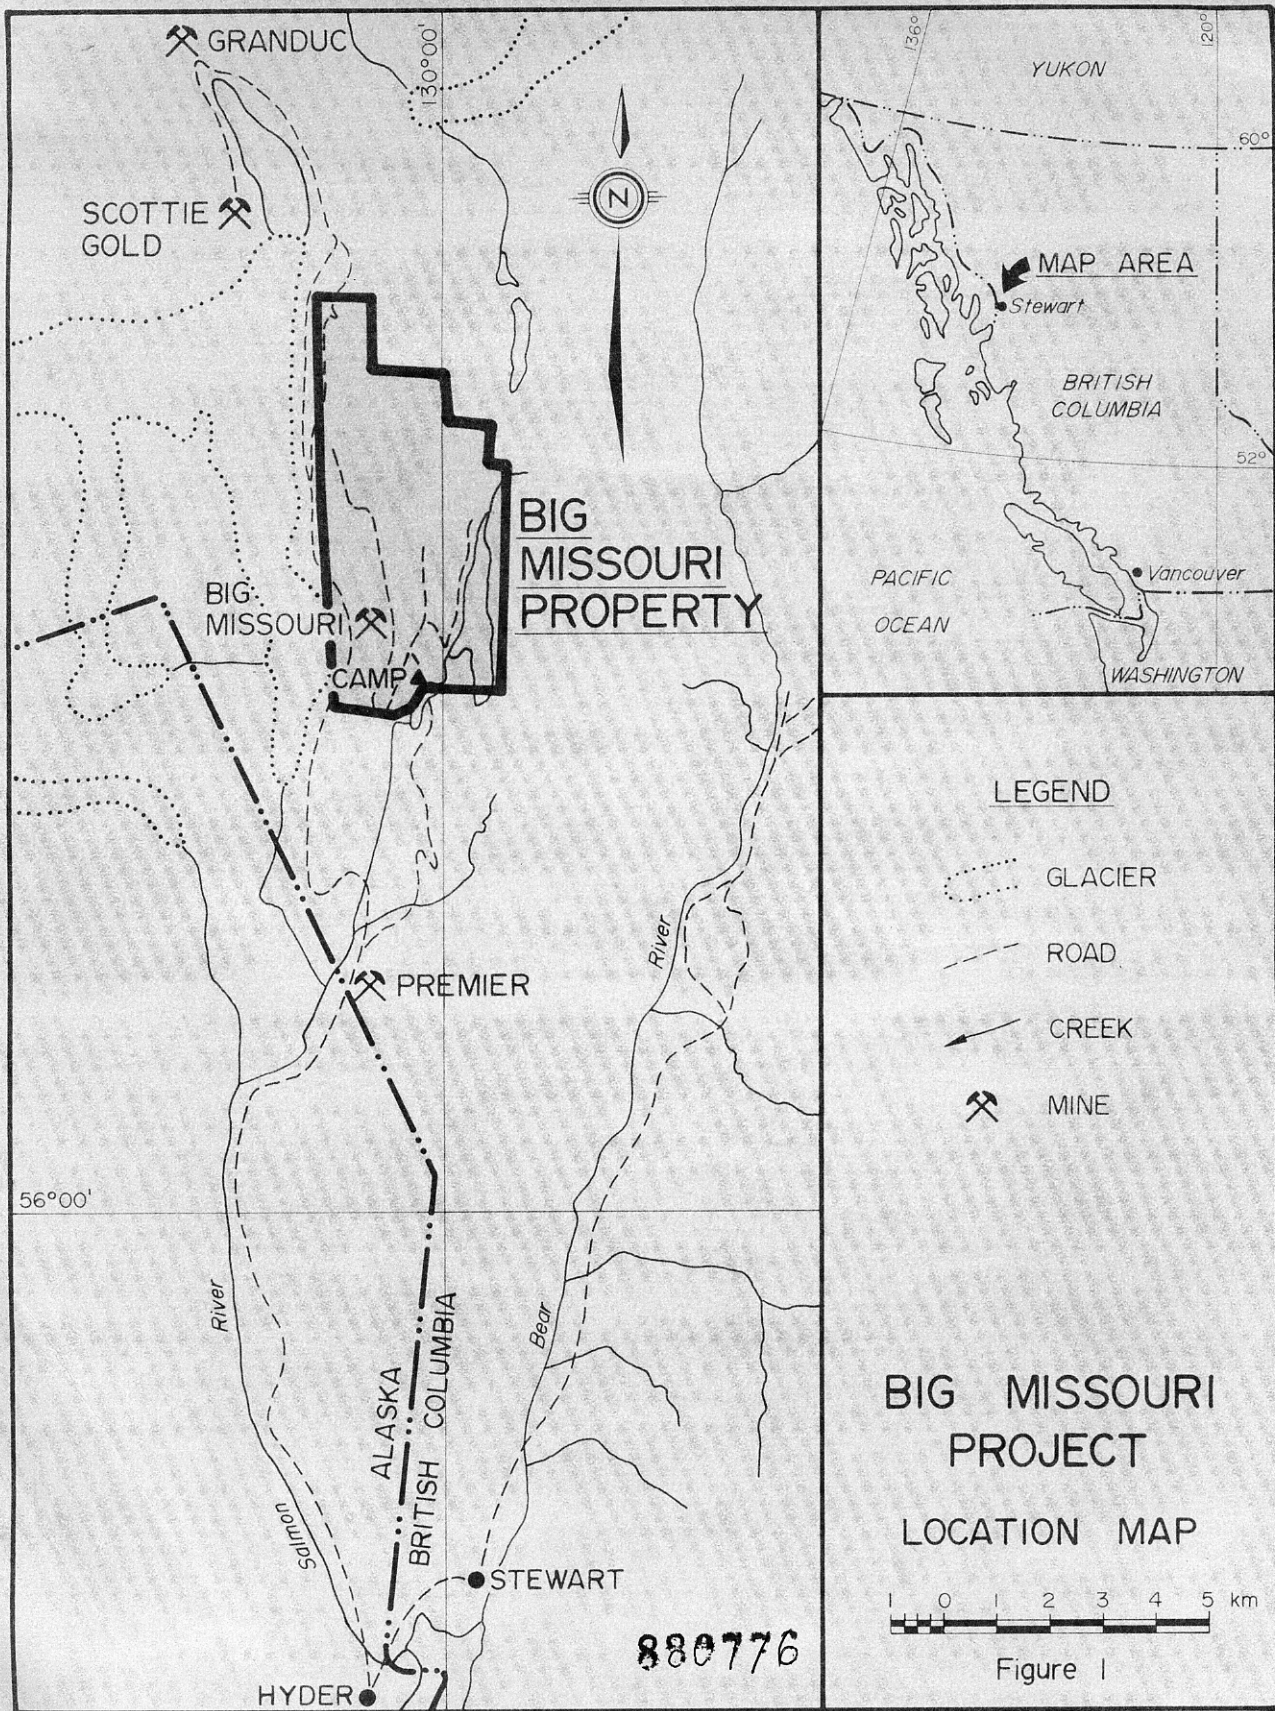 GRANDUC
130°00'
SCOTTIE
GOLD
N
BIG
MISSOURI
PROPERTY
BIG
MISSOURI
CAMP
PREMIER
River
56°00'
River
Salmon
ALASKA
BRITISH COLUMBIA
Bear
STEWART
HYDER
880776
136°
120°
YUKON
60°
MAP AREA
Stewart
BRITISH
COLUMBIA
52°
PACIFIC
OCEAN
Vancouver
WASHINGTON
LEGEND
GLACIER
ROAD
CREEK
MINE
BIG MISSOURI
PROJECT
LOCATION MAP
1 0 1 2 3 4 5 km
Figure 1